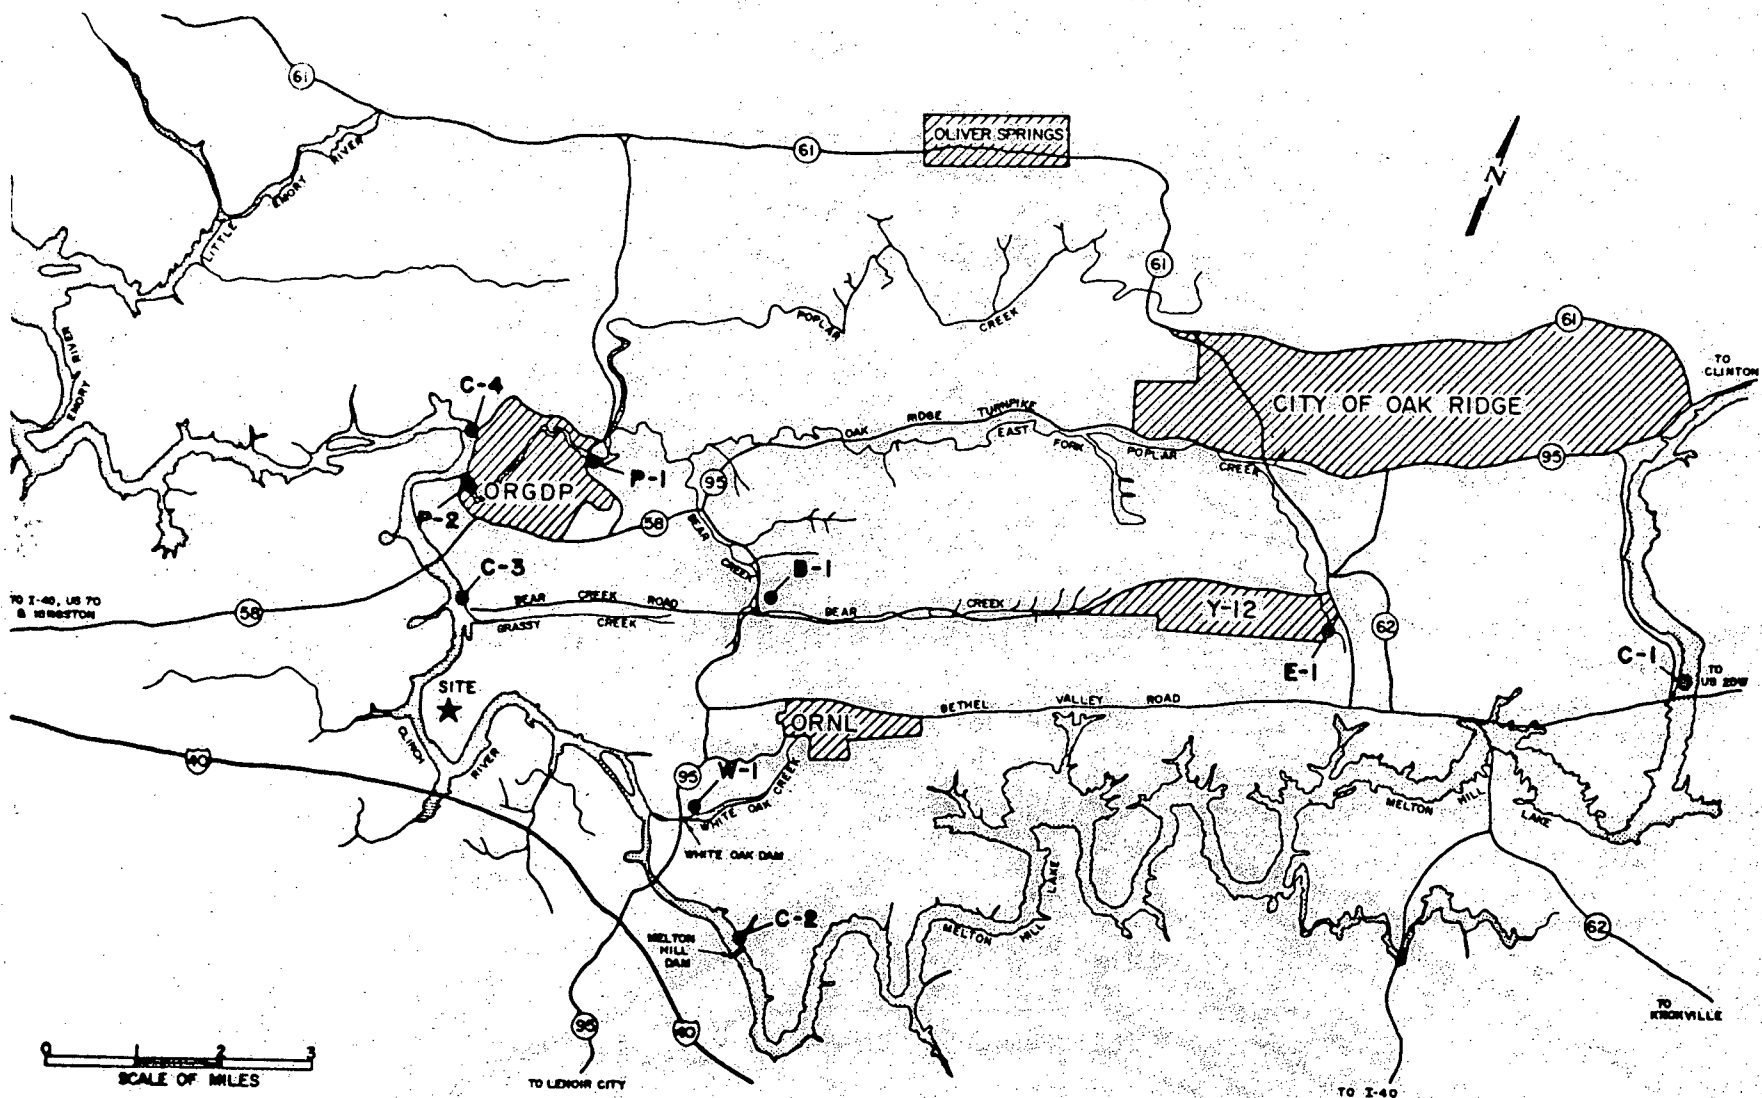 61
OLIVER SPRINGS
61
N
LITTLE EMORY RIVER
61
POPLAR CREEK
61
EMORY RIVER
TO
CLINTON
C-4
CITY OF OAK RIDGE
OAK RIDGE TURNPIKE
EAST FORK POPLAR CREEK
P-1
95
95
ORGDP
P-2
58
BEAR CREEK
C-3
B-1
TO I-40, US 70
& KINGSTON
58
BEAR CREEK ROAD
BEAR CREEK
Y-12
GRASSY CREEK
62
E-1
C-1
TO
US 25W
SITE
BETHEL VALLEY ROAD
ORNL
CLINCH RIVER
40
95
W-1
WHITE OAK CREEK
MELTON HILL LAKE
WHITE OAK DAM
C-2
MELTON
HILL
DAM
MELTON HILL LAKE
62
TO
KNOXVILLE
95
40
0 1 2 3
SCALE OF MILES
TO LENOIR CITY
TO I-40